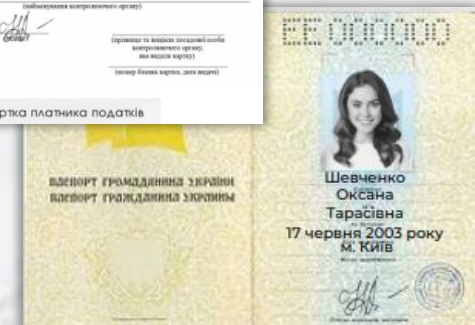 (найменування контролюючого органу)
(прізвище та ініціали посадової особи
контролюючого органу,
яка видала картку)
(номер бланка картки, дата видачі)
ртка платника податків
ПАСПОРТ ГРОМАДЯНИНА УКРАЇНИ
ПАСПОРТ ГРАЖДАНИНА УКРАИНЫ
ЕЕ 000000
Шевченко
Оксана
Тарасівна
17 червня 2003 року
м. Київ